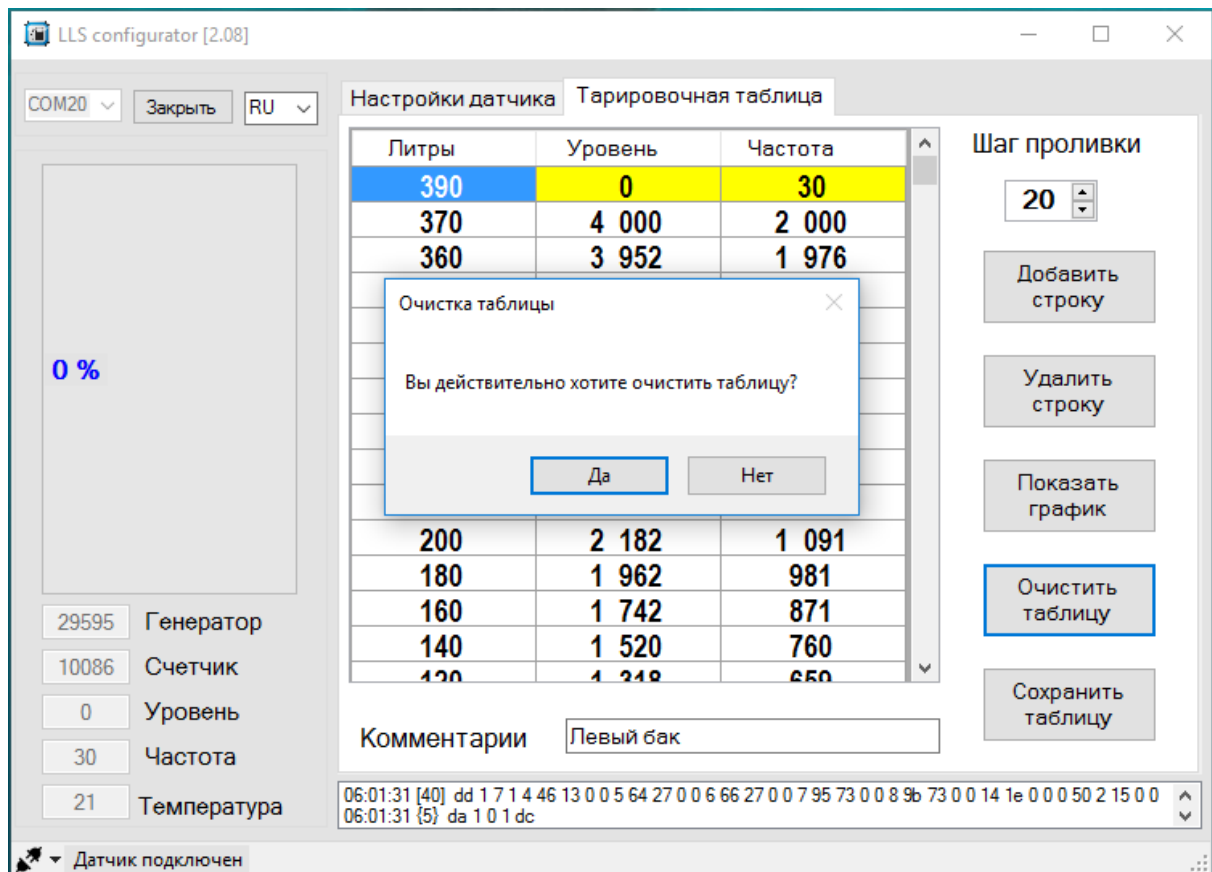 LLS configurator [2.08]
COM20 Закрыть RU
Настройки датчика Тарировочная таблица
Литры Уровень Частота
390 0 30
370 4 000 2 000
360 3 952 1 976
Очистка таблицы
Вы действительно хотите очистить таблицу?
Да Нет
200 2 182 1 091
180 1 962 981
160 1 742 871
140 1 520 760
120 1 318 659
Комментарии Левый бак
Шаг проливки
20
Добавить
строку
Удалить
строку
Показать
график
Очистить
таблицу
Сохранить
таблицу
0 %
29595 Генератор
10086 Счетчик
0 Уровень
30 Частота
21 Температура
06:01:31 [40] dd 1 7 1 4 46 13 0 0 5 64 27 0 0 6 66 27 0 0 7 95 73 0 0 8 9b 73 0 0 14 1e 0 0 0 50 2 15 0 0
06:01:31 {5} da 1 0 1 dc
Датчик подключен